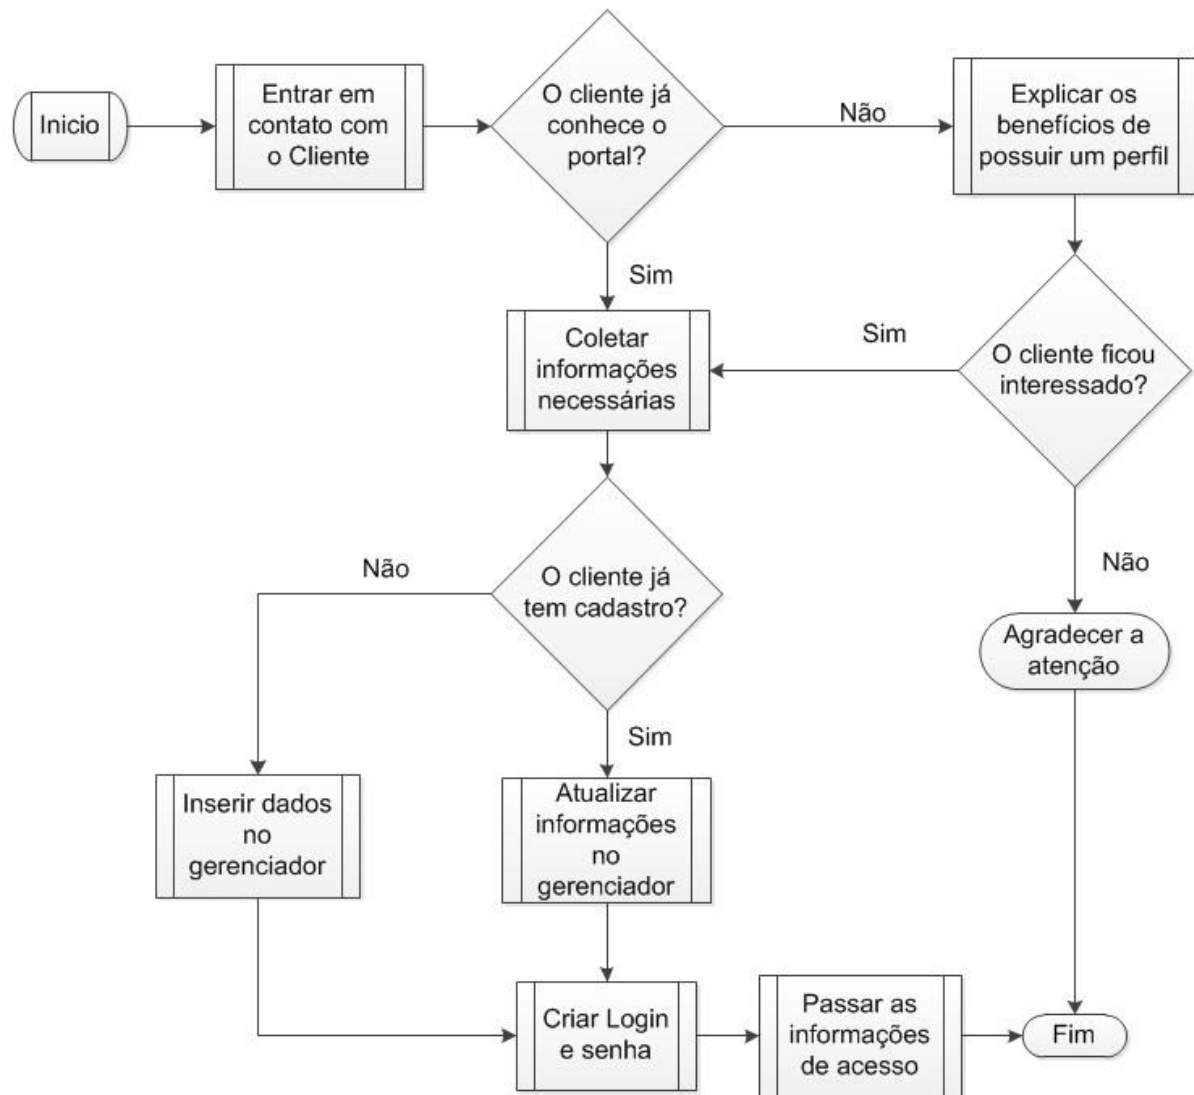 Inicio
Entrar em
contato com
o Cliente
O cliente já
conhece o
portal?
Não
Explicar os
benefícios de
possuir um perfil
Sim
Coletar
informações
necessárias
Sim
O cliente ficou
interessado?
Não
O cliente já
tem cadastro?
Não
Agradecer a
atenção
Sim
Inserir dados
no
gerenciador
Atualizar
informações
no
gerenciador
Criar Login
e senha
Passar as
informações
de acesso
Fim